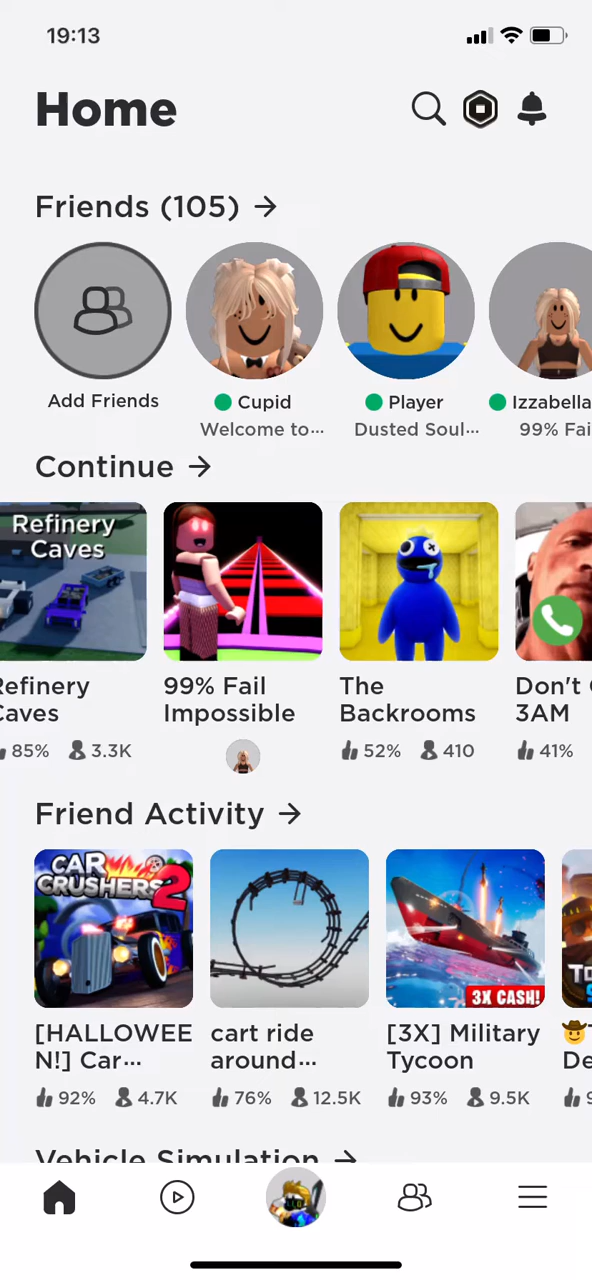 19:13
Home
Friends (105) →
Add Friends
Cupid
Player
Izzabella
Welcome to...
Dusted Soul...
99% Fai
Continue →
Refinery
Caves
Refinery
Caves
99% Fail
Impossible
The
Backrooms
Don't
3AM
85%
3.3K
52%
410
41%
Friend Activity →
CAR
CRUSHERS 2
3X CASH!
[HALLOWEE
N!] Car...
cart ride
around...
[3X] Military
Tycoon
🤠
De
92%
4.7K
76%
12.5K
93%
9.5K
Vehicle Simulation →